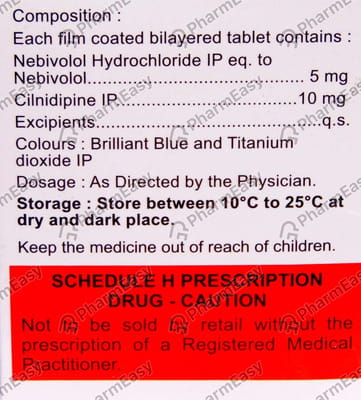 Composition :
Each film coated bilayered tablet contains :
Nebivolol Hydrochloride IP eq. to
Nebivolol................................ 5 mg
Cilnidipine IP..........................10 mg
Excipients.................................q.s.
Colours : Brilliant Blue and Titanium
dioxide IP
Dosage : As Directed by the Physician.
Storage : Store between 10°C to 25°C at
dry and dark place.
Keep the medicine out of reach of children.
SCHEDULE H PRESCRIPTION
DRUG - CAUTION
Not to be sold by retail without the
prescription of a Registered Medical
Practitioner.
PharmEasy